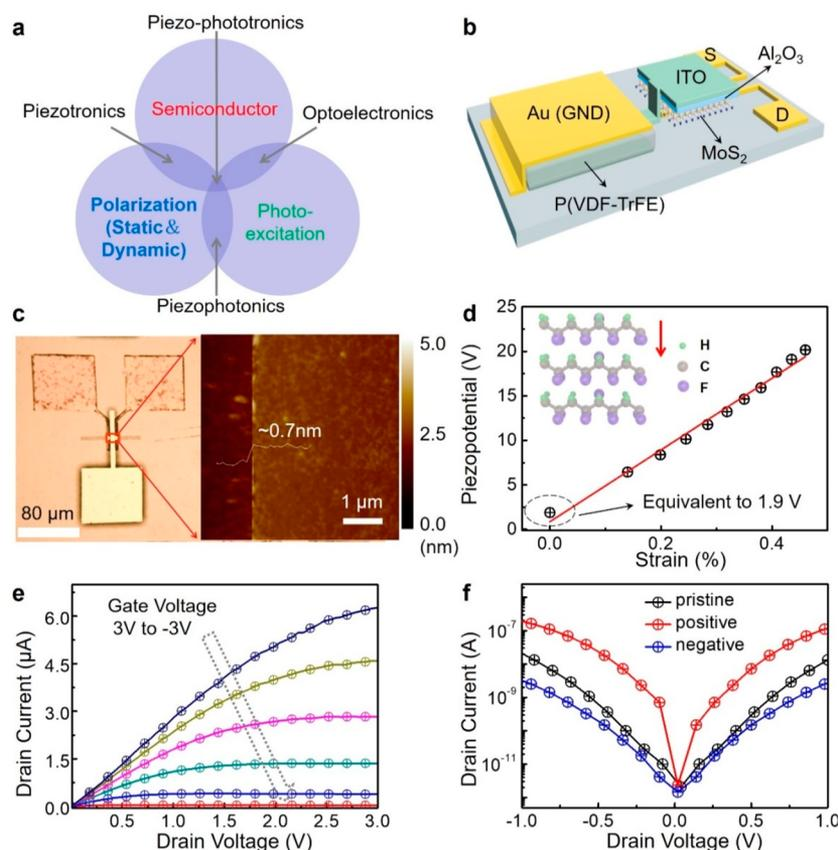 a
Piezo-phototronics
Piezotronics
Semiconductor
Optoelectronics
Polarization
(Static &
Dynamic)
Photo-
excitation
Piezophotonics
b
S
Al2O3
ITO
Au (GND)
D
MoS2
P(VDF-TrFE)
c
80 μm
~0.7nm
1 μm
5.0
2.5
0.0
(nm)
d
25
20
15
10
5
0
Piezopotential (V)
H
C
F
Equivalent to 1.9 V
0.0 0.2 0.4
Strain (%)
e
Gate Voltage
3V to -3V
6.0
4.5
3.0
1.5
0.0
Drain Current (μA)
0.5 1.0 1.5 2.0 2.5 3.0
Drain Voltage (V)
f
pristine
positive
negative
10-7
10-9
10-11
Drain Current (A)
-1.0 -0.5 0.0 0.5 1.0
Drain Voltage (V)